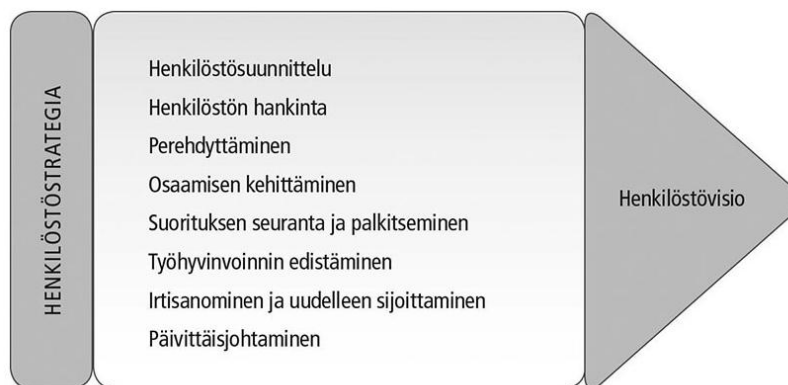 HENKILÖSTÖSTRATEGIA
Henkilöstösuunnittelu
Henkilöstön hankinta
Perehdyttäminen
Osaamisen kehittäminen
Suorituksen seuranta ja palkitseminen
Työhyvinvoinnin edistäminen
Irtisanominen ja uudelleen sijoittaminen
Päivittäisjohtaminen
Henkilöstövisio